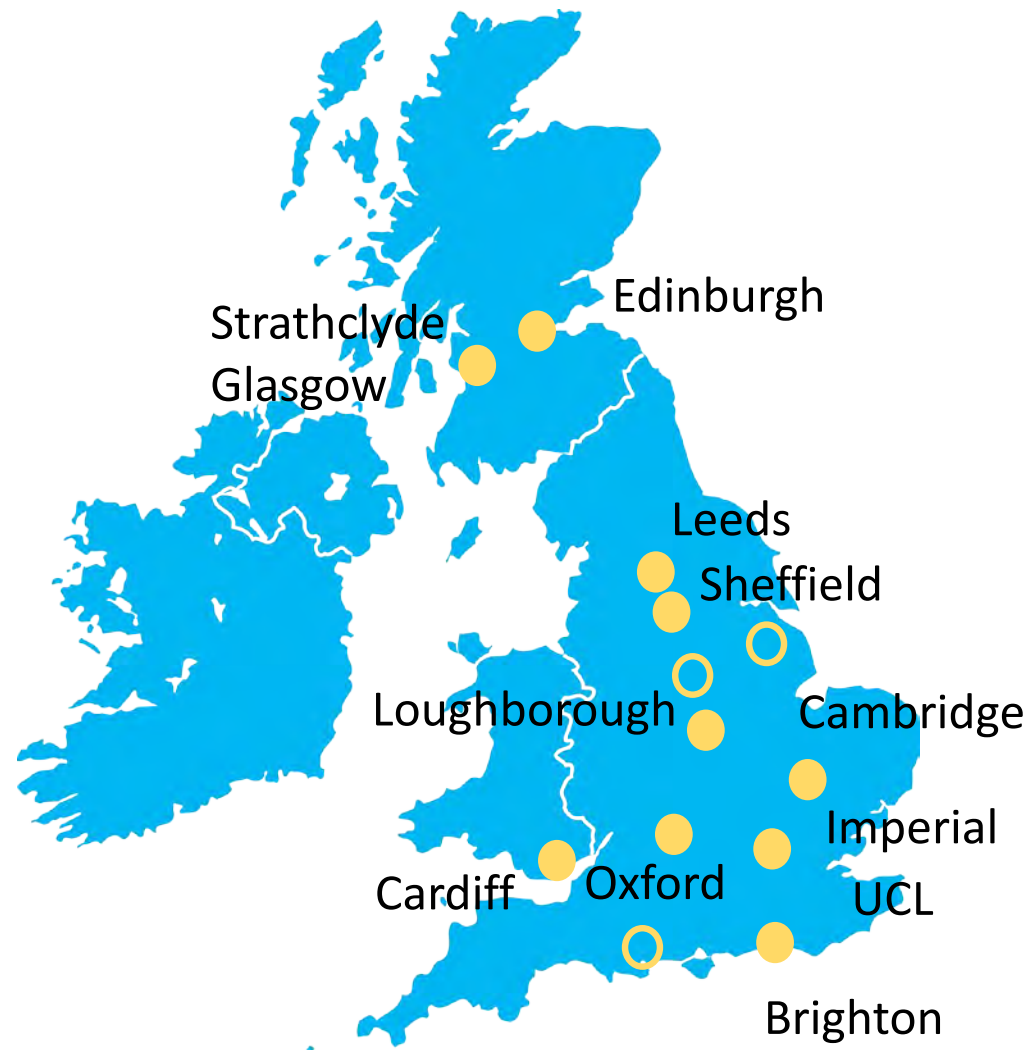 Edinburgh
Strathclyde
Glasgow
Leeds
Sheffield
Loughborough
Cambridge
Imperial
Oxford
Cardiff
UCL
Brighton